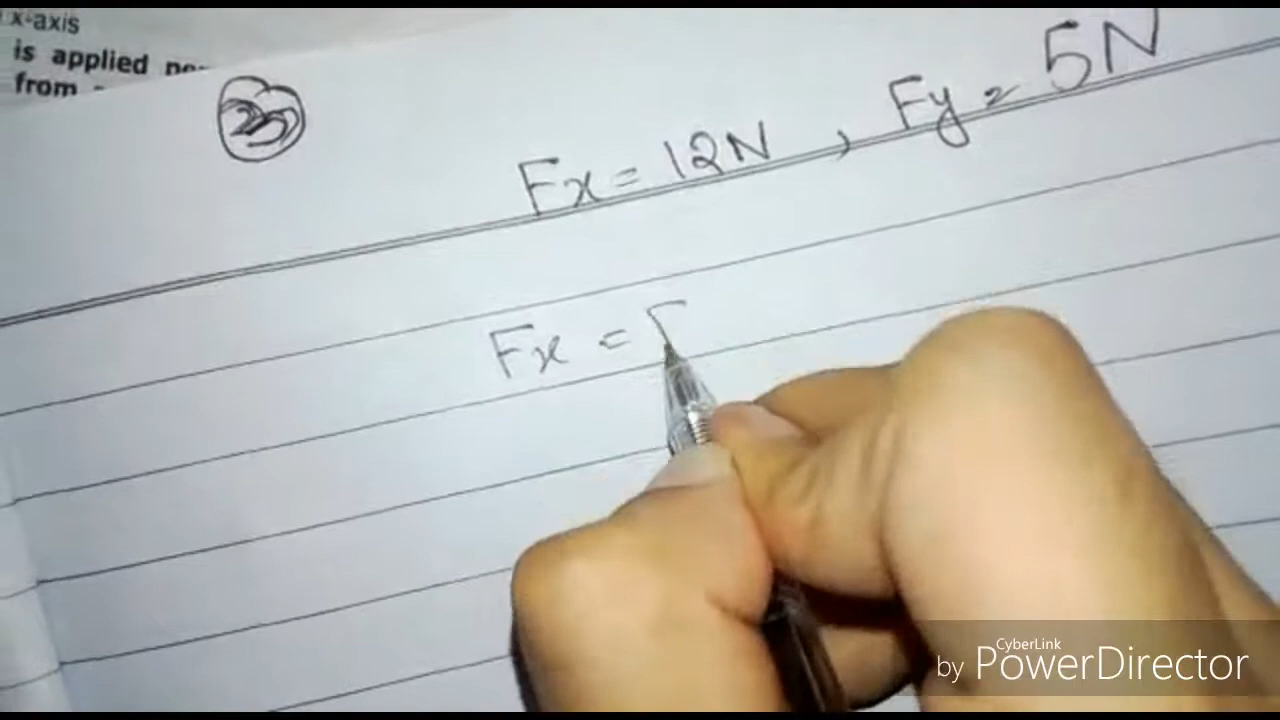 x-axis
is applied
from
25
Fx = 12N , Fy = 5N
Fx = F
CyberLink
by PowerDirector